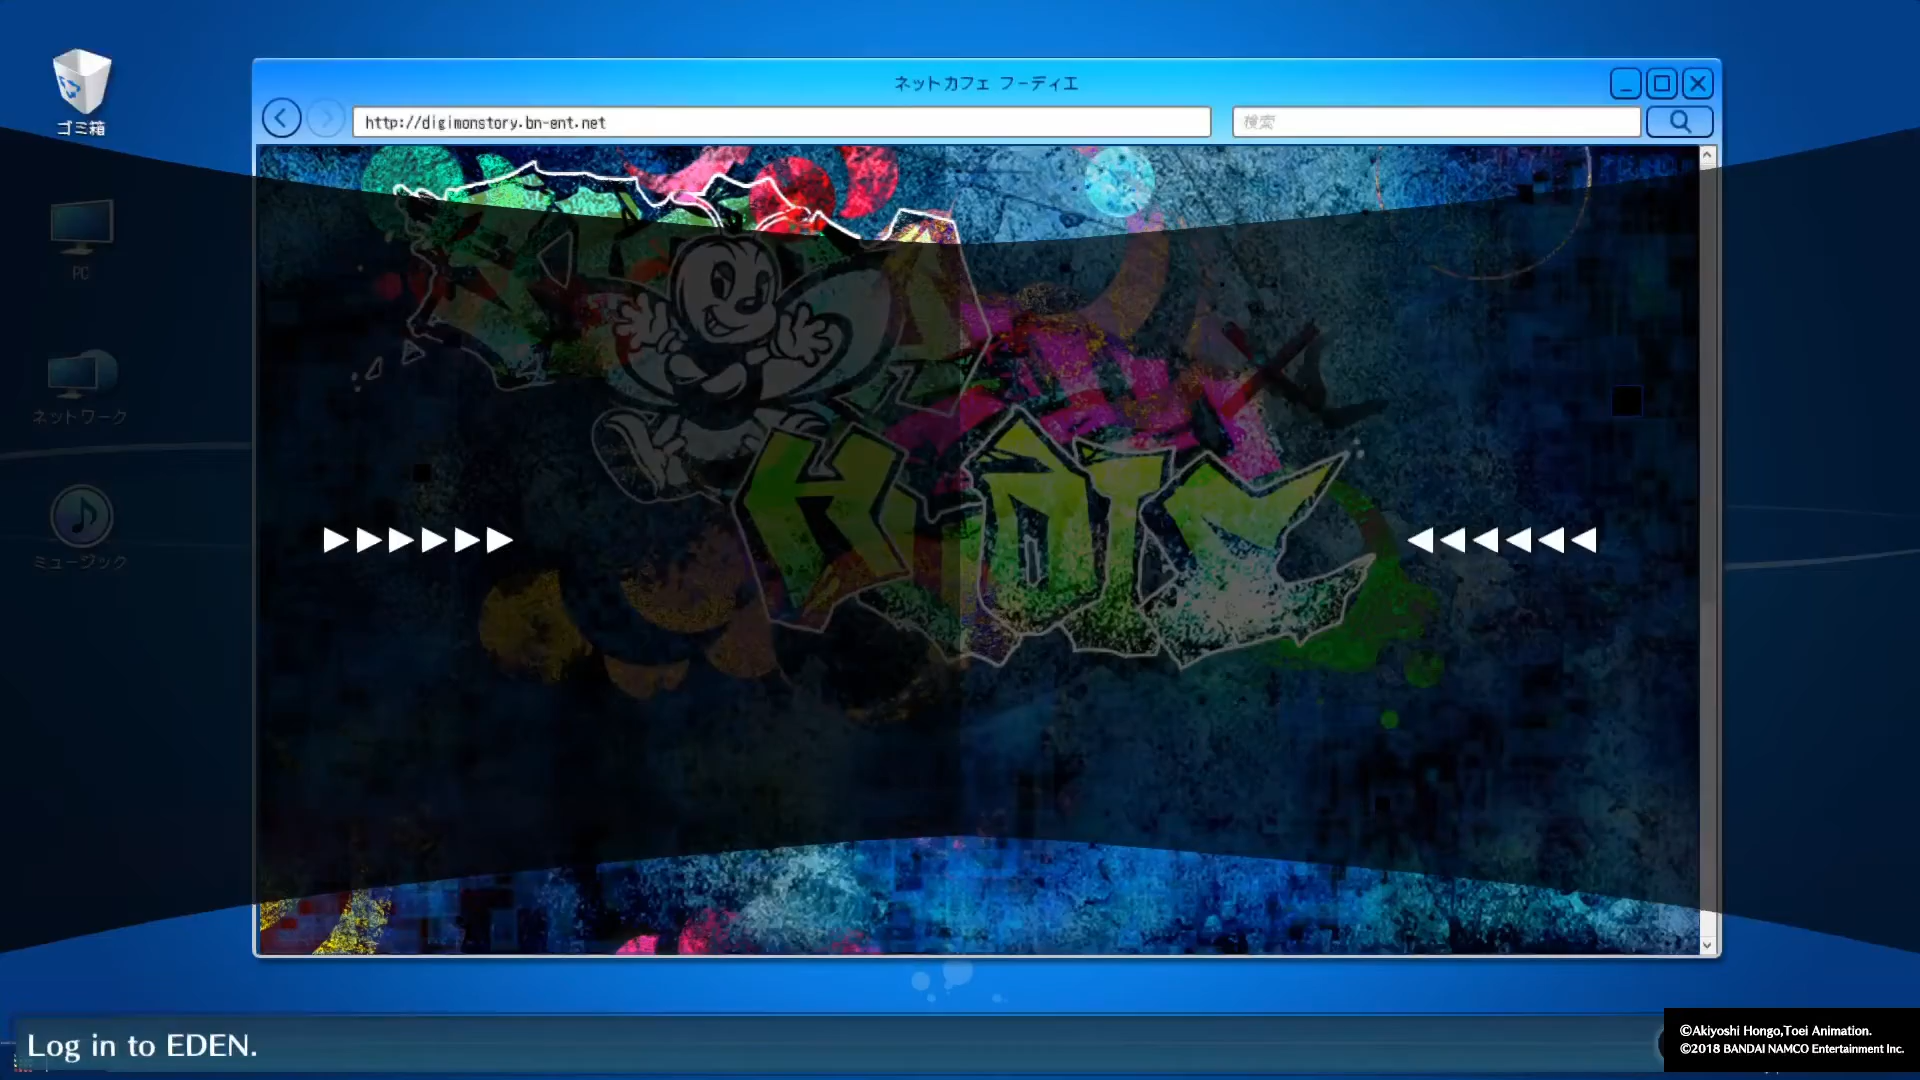 ネットカフェ フーディエ
http://digimonstory.bn-ent.net
検索
ゴミ箱
PC
ネットワーク
ミュージック
Log in to EDEN.
©Akiyoshi Hongo,Toei Animation.
©2018 BANDAI NAMCO Entertainment Inc.